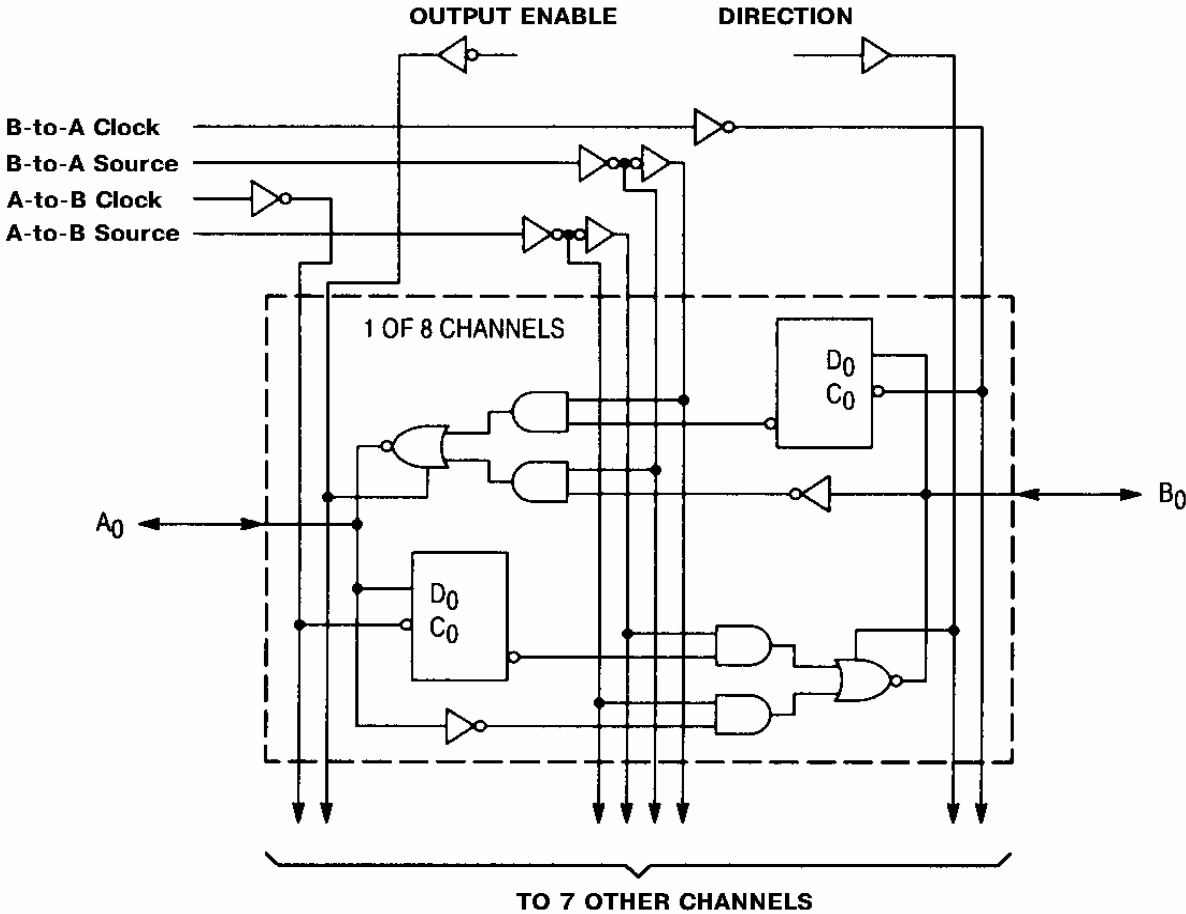 OUTPUT ENABLE
DIRECTION
B-to-A Clock
B-to-A Source
A-to-B Clock
A-to-B Source
1 OF 8 CHANNELS
D0
C0
A0
B0
D0
C0
TO 7 OTHER CHANNELS